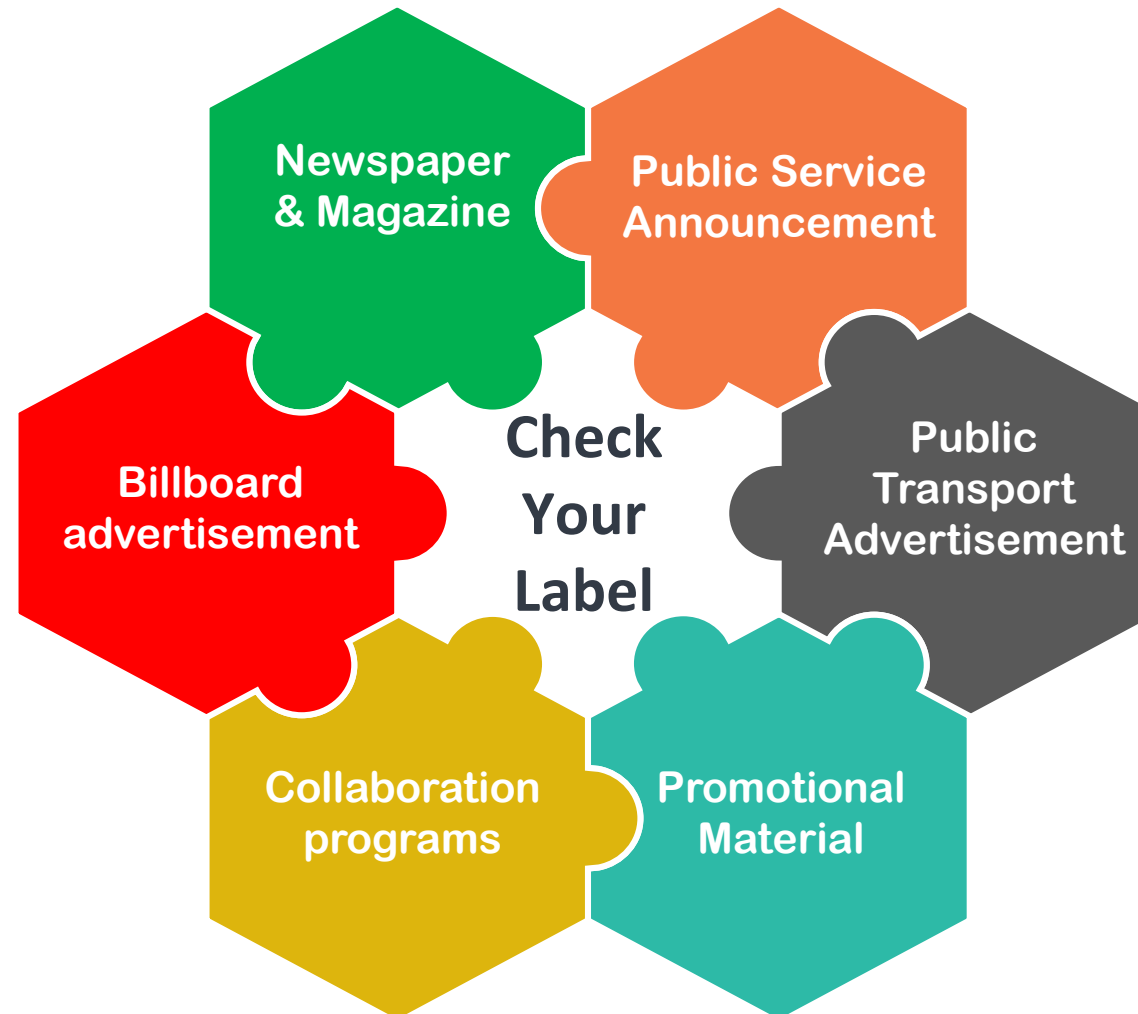 Newspaper
& Magazine
Public Service
Announcement
Billboard
advertisement
Check
Your
Label
Public
Transport
Advertisement
Collaboration
programs
Promotional
Material